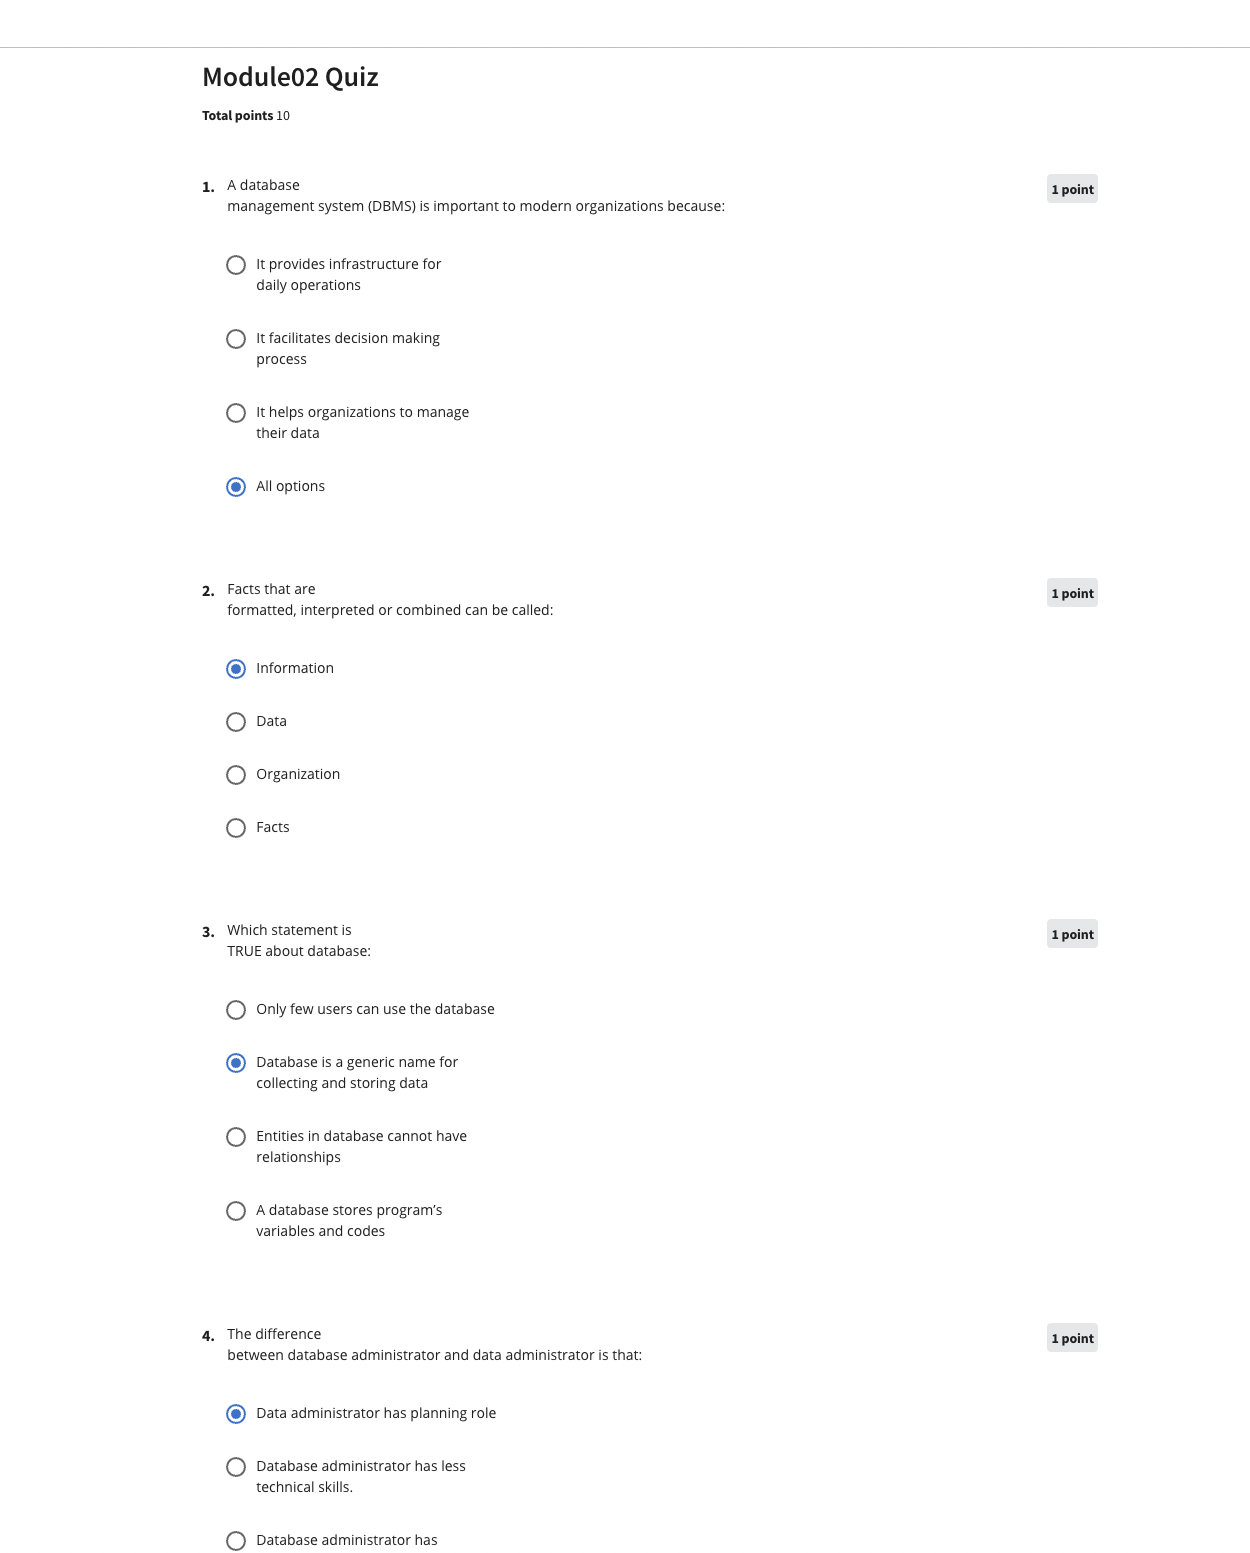 Module02 Quiz
Total points 10
1. A database
management system (DBMS) is important to modern organizations because:
1 point
It provides infrastructure for
daily operations
It facilitates decision making
process
It helps organizations to manage
their data
All options
2. Facts that are
formatted, interpreted or combined can be called:
1 point
Information
Data
Organization
Facts
3. Which statement is
TRUE about database:
1 point
Only few users can use the database
Database is a generic name for
collecting and storing data
Entities in database cannot have
relationships
A database stores program’s
variables and codes
4. The difference
between database administrator and data administrator is that:
1 point
Data administrator has planning role
Database administrator has less
technical skills.
Database administrator has